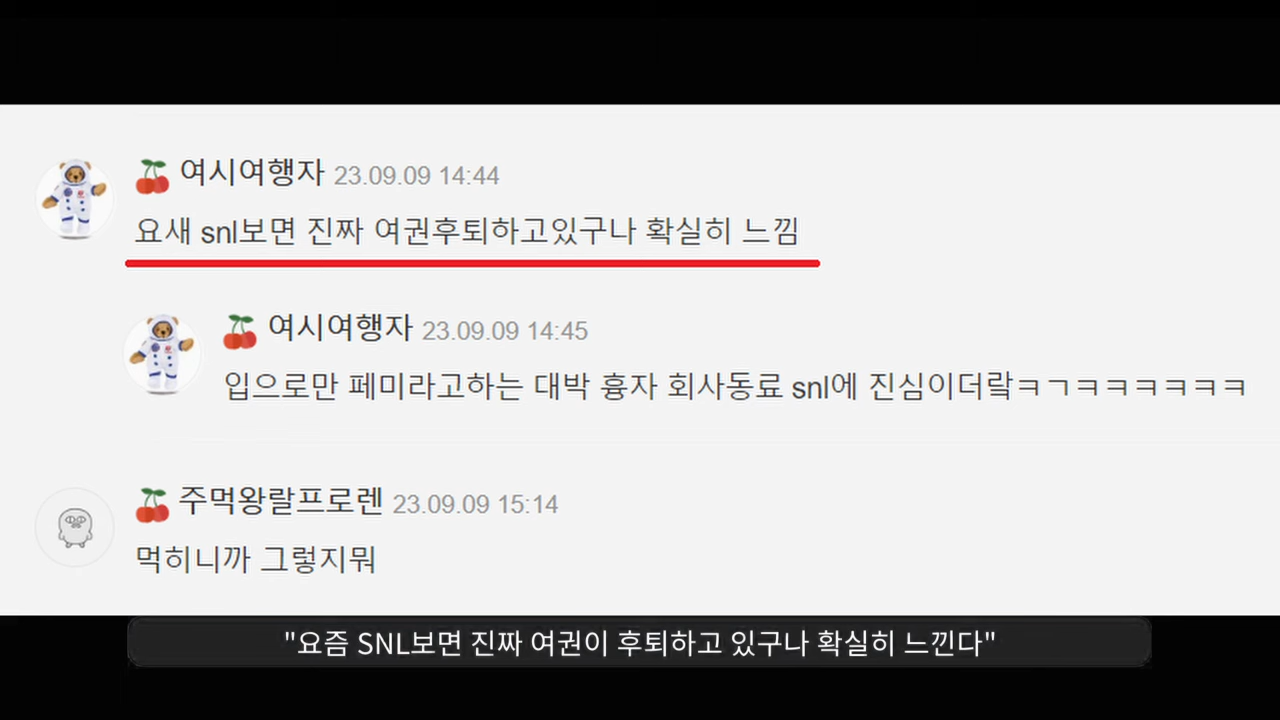 여시여행자 23.09.09 14:44
요새 snl보면 진짜 여권후퇴하고있구나 확실히 느낌
여시여행자 23.09.09 14:45
입으로만 페미라고하는 대박 흉자 회사동료 snl에 진심이더랔ㅋㄱㅋㅋㅋㅋㅋㅋ
주먹왕랄프로렌 23.09.09 15:14
먹히니까 그렇지뭐
"요즘 SNL보면 진짜 여권이 후퇴하고 있구나 확실히 느낀다"